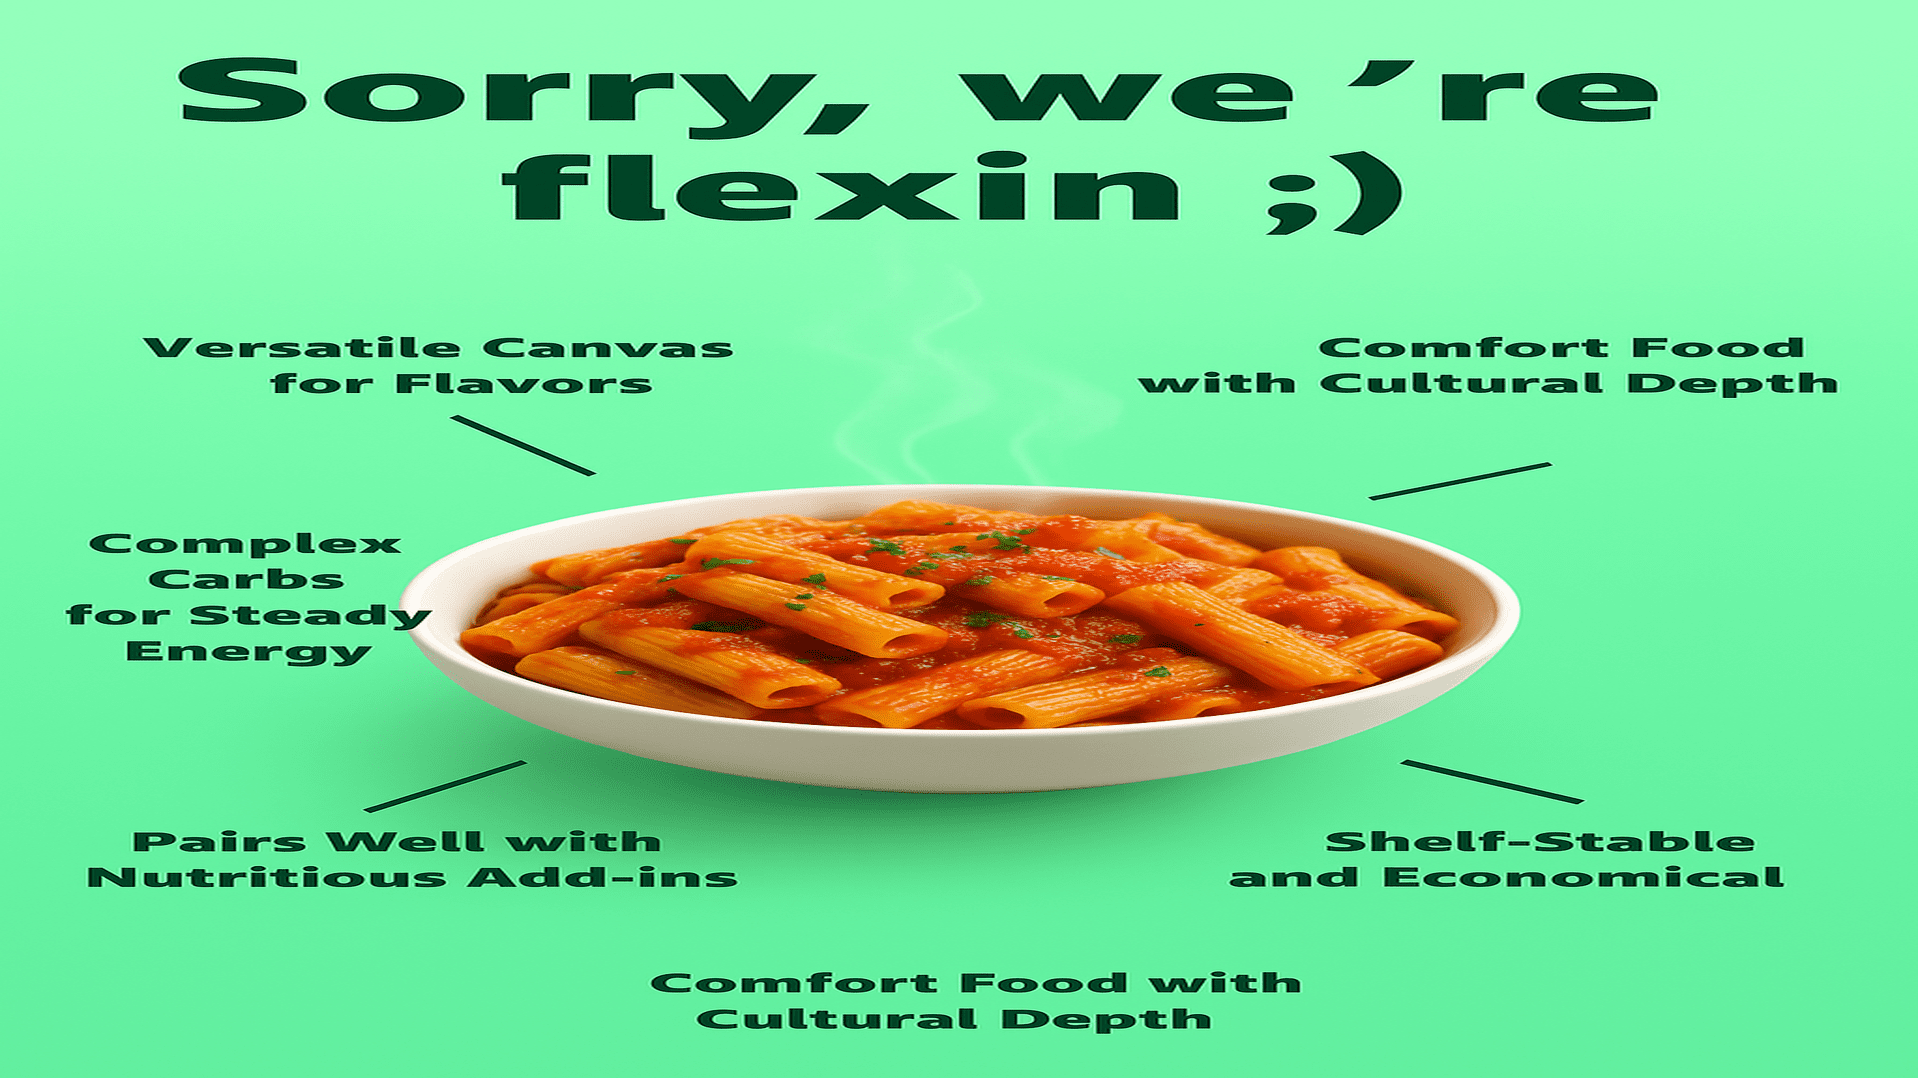 Sorry, we're
flexin ;)
Versatile Canvas
for Flavors
Comfort Food
with Cultural Depth
Complex
Carbs
for Steady
Energy
Pairs Well with
Nutritious Add-ins
Shelf-Stable
and Economical
Comfort Food with
Cultural Depth